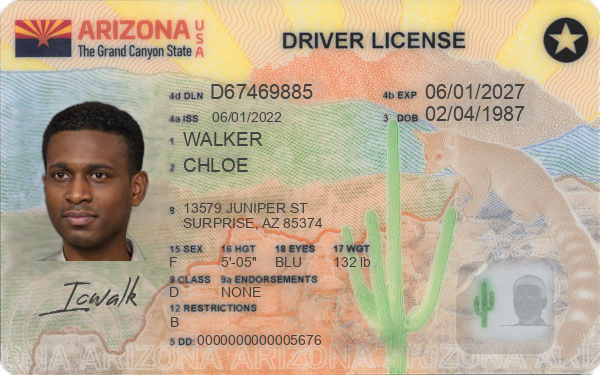 ARIZONA USA
The Grand Canyon State
DRIVER LICENSE
4d DLN D67469885
4b EXP 06/01/2027
4a ISS 06/01/2022
3 DOB 02/04/1987
1 WALKER
2 CHLOE
8 13579 JUNIPER ST
SURPRISE, AZ 85374
15 SEX 16 HGT 18 EYES 17 WGT
F 5'-05" BLU 132 lb
9 CLASS 9a ENDORSEMENTS
D NONE
12 RESTRICTIONS
B
5 DD: 0000000000005676
Icwalk
ARIZONA ARIZONA ARIZONA